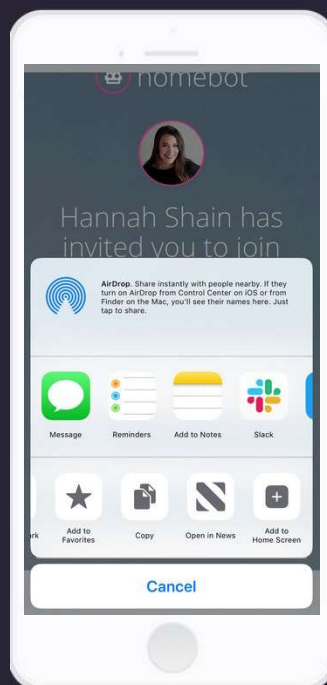 homebot
Hannah Shain has
invited you to join
AirDrop. Share instantly with people nearby. If they
turn on AirDrop from Control Center on iOS or from
Finder on the Mac, you'll see their names here. Just
tap to share.
Message
Reminders
Add to Notes
Slack
rk
Add to
Favorites
Copy
Open in News
Add to
Home Screen
Cancel